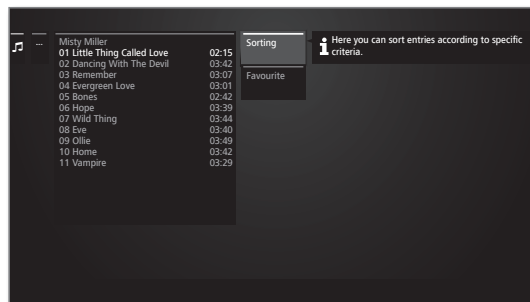 ...
Misty Miller
01 Little Thing Called Love 02:15
02 Dancing With The Devil 03:42
03 Remember 03:07
04 Evergreen Love 03:01
05 Bones 02:42
06 Hope 03:39
07 Wild Thing 03:44
08 Eve 03:40
09 Ollie 03:49
10 Home 03:42
11 Vampire 03:29
Sorting
Favourite
Here you can sort entries according to specific
criteria.